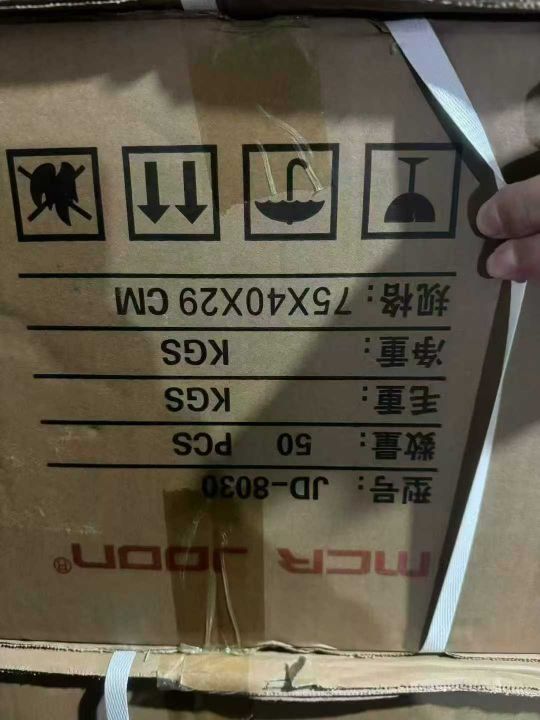 MCR JOON®
型号: JD-8030
数量: 50 PCS
毛重: KGS
净重: KGS
规格: 75X40X29 CM